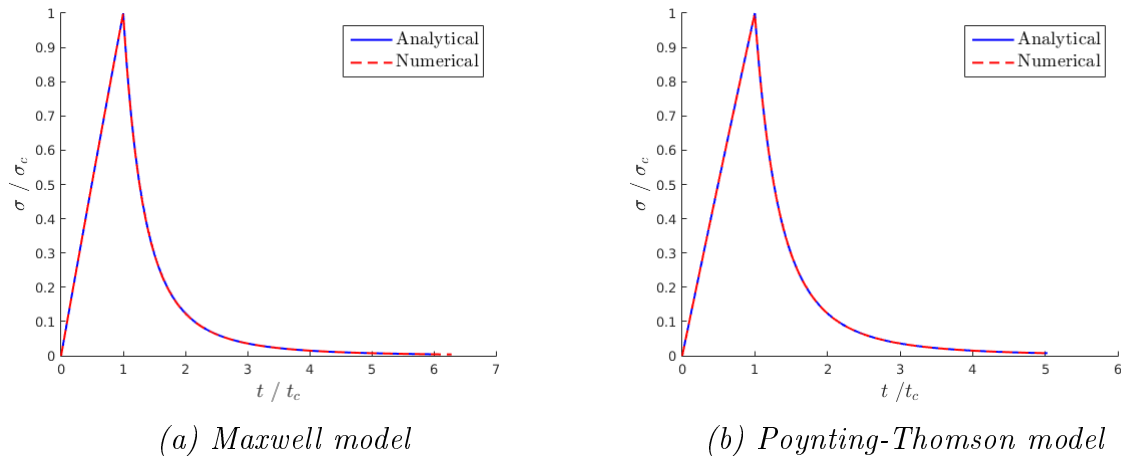 1
0.9
0.8
0.7
0.6
0.5
0.4
0.3
0.2
0.1
0
σ / σc
0 1 2 3 4 5 6 7
t / tc
Analytical
Numerical
(a) Maxwell model
1
0.9
0.8
0.7
0.6
0.5
0.4
0.3
0.2
0.1
0
σ / σc
0 1 2 3 4 5 6
t /tc
Analytical
Numerical
(b) Poynting-Thomson model